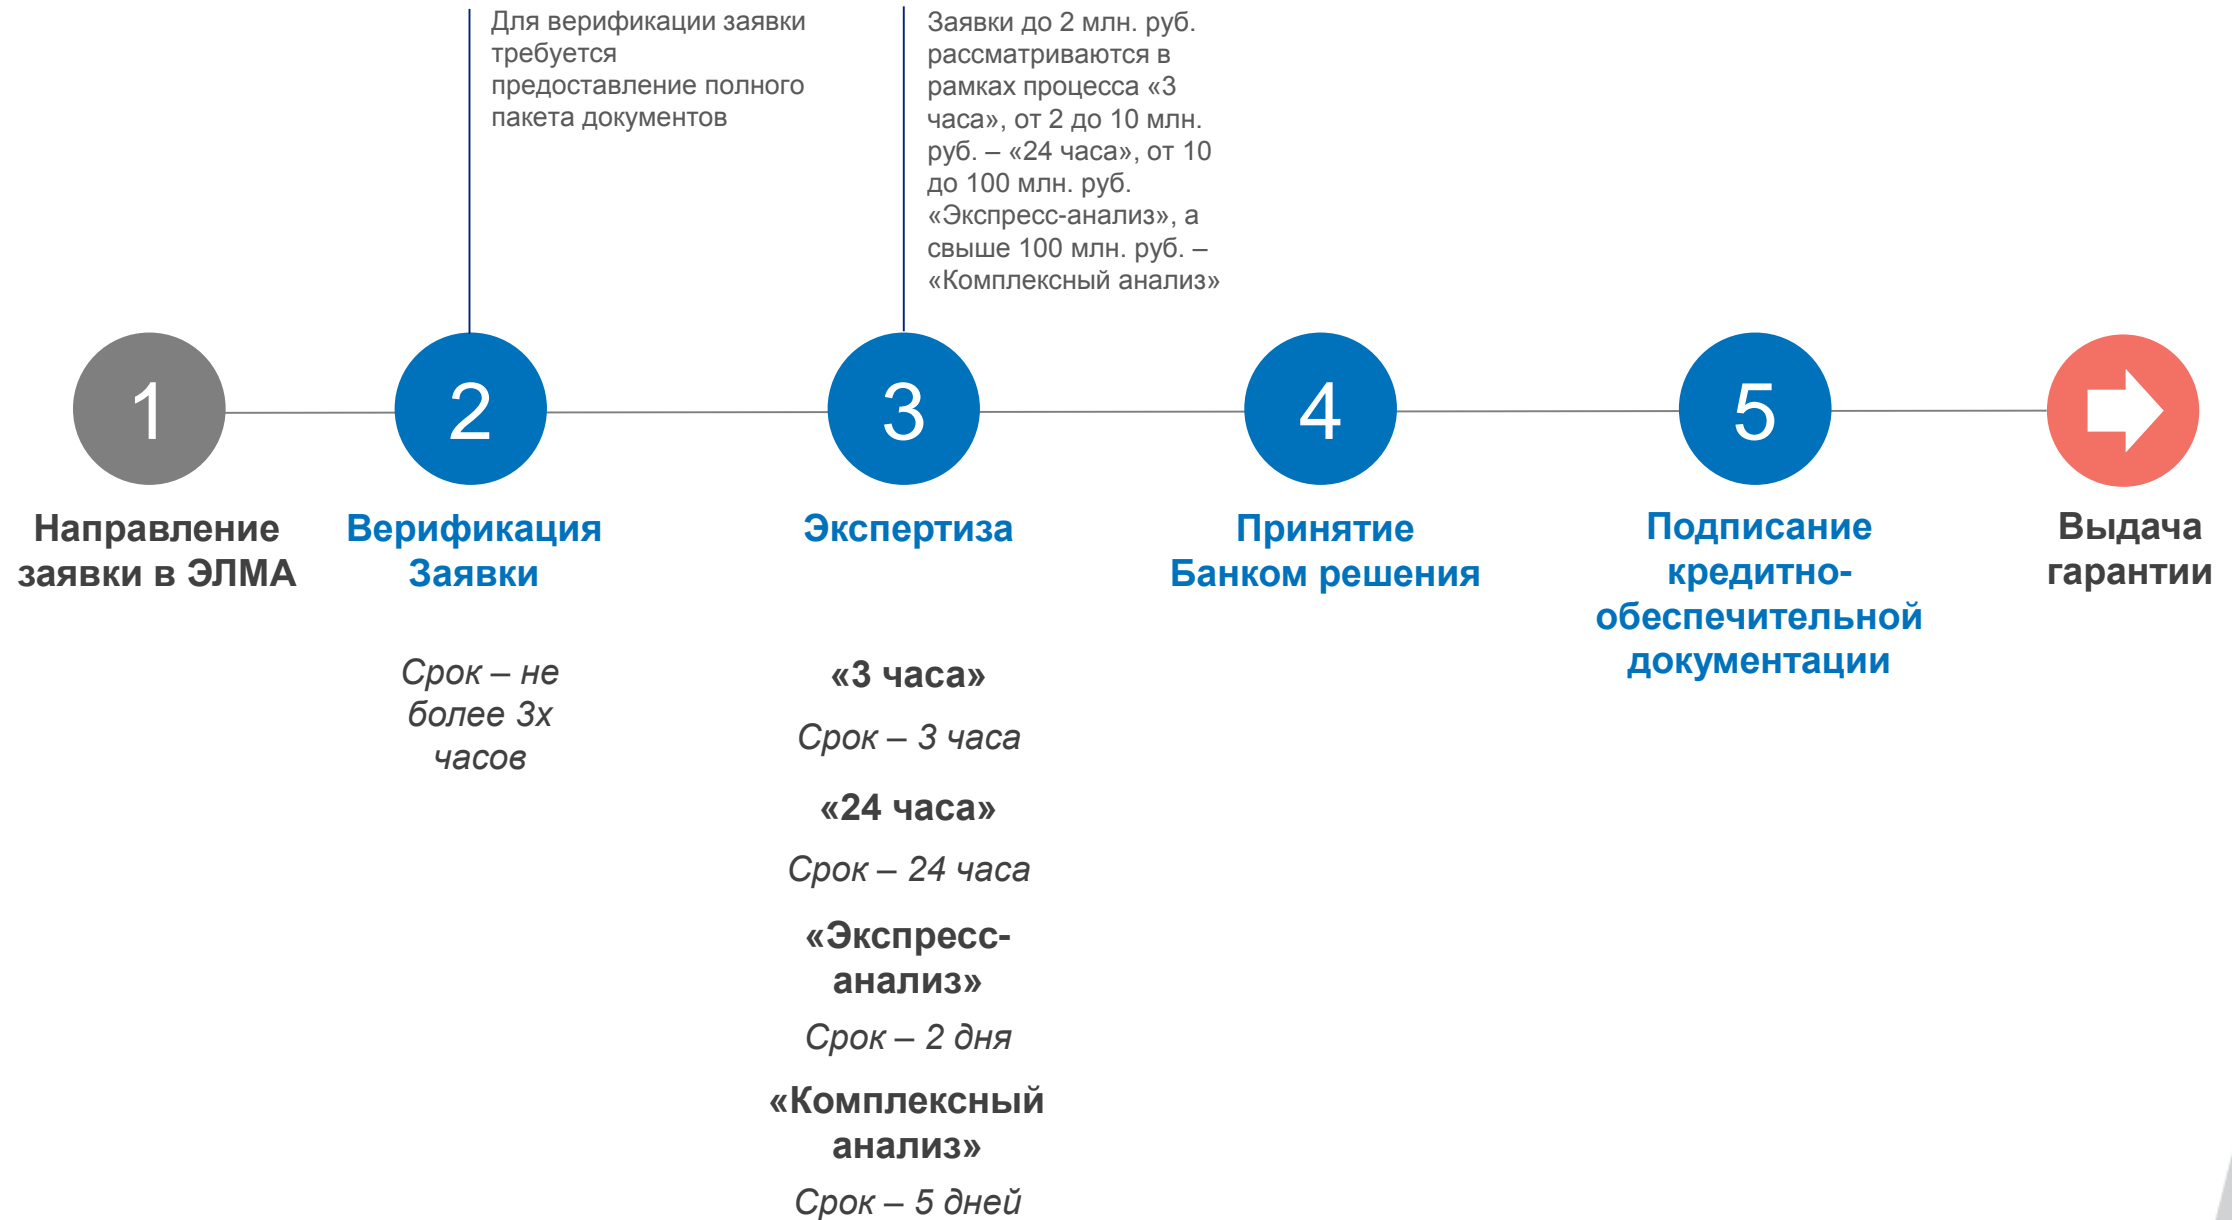 Для верификации заявки
требуется
предоставление полного
пакета документов
Заявки до 2 млн. руб.
рассматриваются в
рамках процесса «3
часа», от 2 до 10 млн.
руб. – «24 часа», от 10
до 100 млн. руб.
«Экспресс-анализ», а
свыше 100 млн. руб. –
«Комплексный анализ»
1
2
3
4
5
Направление
заявки в ЭЛМА
Верификация
Заявки
Экспертиза
Принятие
Банком решения
Подписание
кредитно-
обеспечительной
документации
Выдача
гарантии
Срок – не
более 3х
часов
«3 часа»
Срок – 3 часа
«24 часа»
Срок – 24 часа
«Экспресс-
анализ»
Срок – 2 дня
«Комплексный
анализ»
Срок – 5 дней